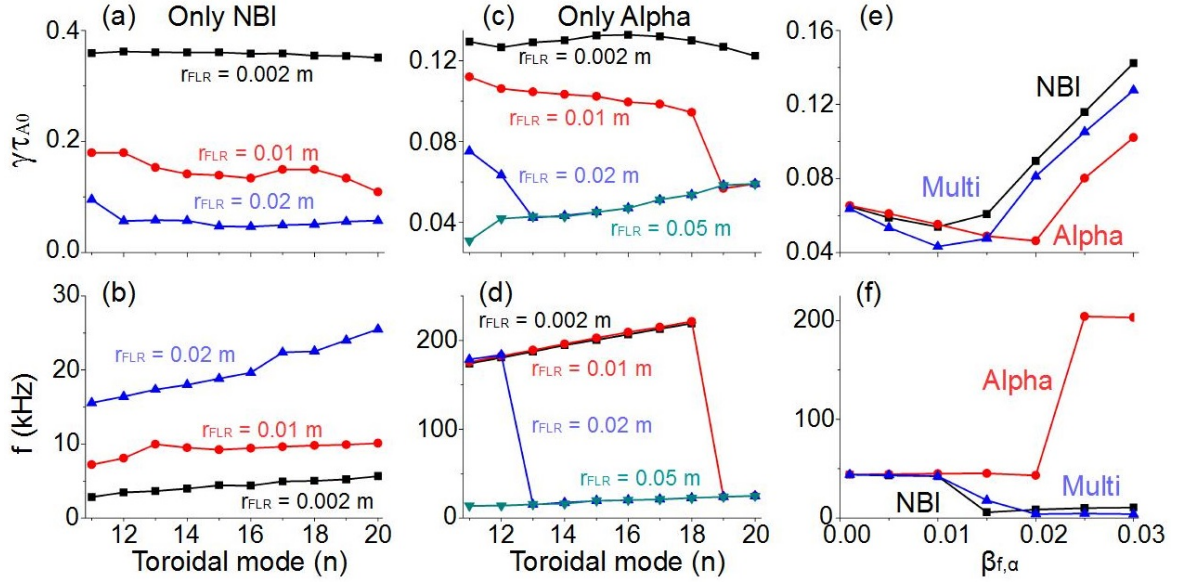 (a) Only NBI
0.4
0.2
0.0
γτA0
rFLR = 0.002 m
rFLR = 0.01 m
rFLR = 0.02 m
(b)
30
25
20
15
10
5
0
f (kHz)
rFLR = 0.02 m
rFLR = 0.01 m
rFLR = 0.002 m
12 14 16 18 20
Toroidal mode (n)
(c) Only Alpha
0.12
0.08
0.04
rFLR = 0.002 m
rFLR = 0.01 m
rFLR = 0.02 m
rFLR = 0.05 m
(d)
200
100
0
rFLR = 0.002 m
rFLR = 0.01 m
rFLR = 0.02 m
rFLR = 0.05 m
12 14 16 18 20
Toroidal mode (n)
(e)
0.16
0.12
0.08
0.04
NBI
Multi
Alpha
(f)
200
100
0
Alpha
NBI
Multi
0.00 0.01 0.02 0.03
βf,α